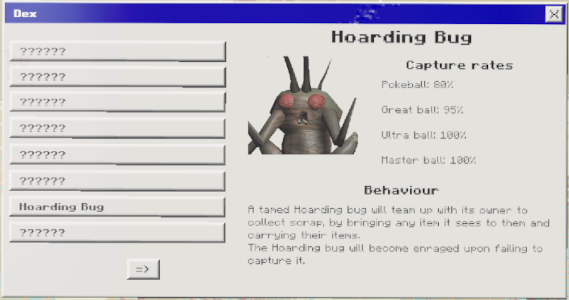 Dex
??????
??????
??????
??????
??????
??????
Hoarding Bug
??????
=>
Hoarding Bug
Capture rates
Pokeball: 80%
Great ball: 95%
Ultra ball: 100%
Master ball: 100%
Behaviour
A tamed Hoarding bug will team up with its owner to
collect scrap, by bringing any item it sees to them and
carrying their items.
The Hoarding bug will become enraged upon failing to
capture it.